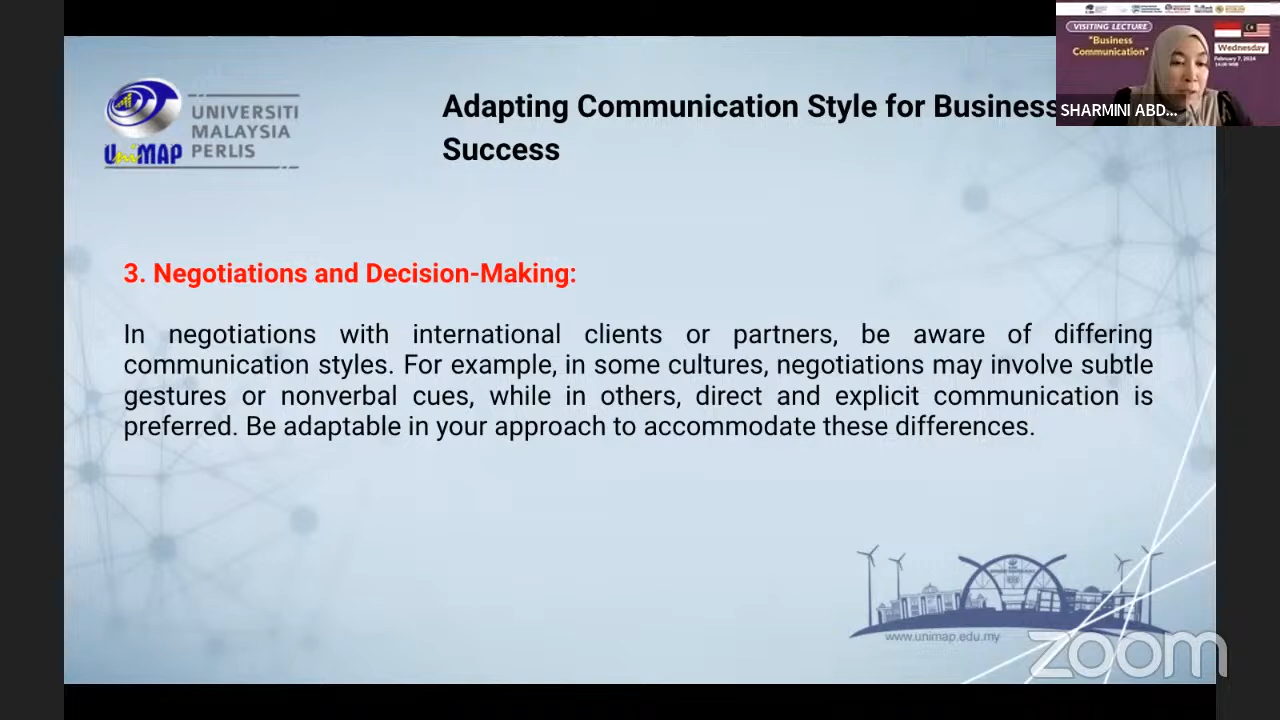 VISITING LECTURE
"Business
Communication"
Wednesday
February 7, 2024
SHARMINI ABD...
UNIVERSITI
MALAYSIA
PERLIS
UniMAP
Adapting Communication Style for Business
Success
3. Negotiations and Decision-Making:
In negotiations with international clients or partners, be aware of differing
communication styles. For example, in some cultures, negotiations may involve subtle
gestures or nonverbal cues, while in others, direct and explicit communication is
preferred. Be adaptable in your approach to accommodate these differences.
www.unimap.edu.my
zoom